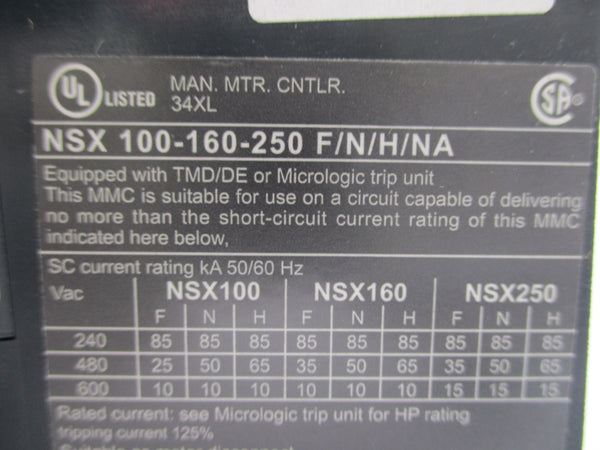 UL LISTED MAN. MTR. CNTLR.
34XL
SA
NSX 100-160-250 F/N/H/NA
Equipped with TMD/DE or Micrologic trip unit
This MMC is suitable for use on a circuit capable of delivering
no more than the short-circuit current rating of this MMC
indicated here below,
SC current rating kA 50/60 Hz
Vac NSX100 NSX160 NSX250
F N H F N H F N H
240 85 85 85 85 85 85 85 85 85
480 25 50 65 35 50 65 35 50 65
600 10 10 10 10 10 10 15 15 15
Rated current: see Micrologic trip unit for HP rating
tripping current 125%
Suitable as motor disconnect